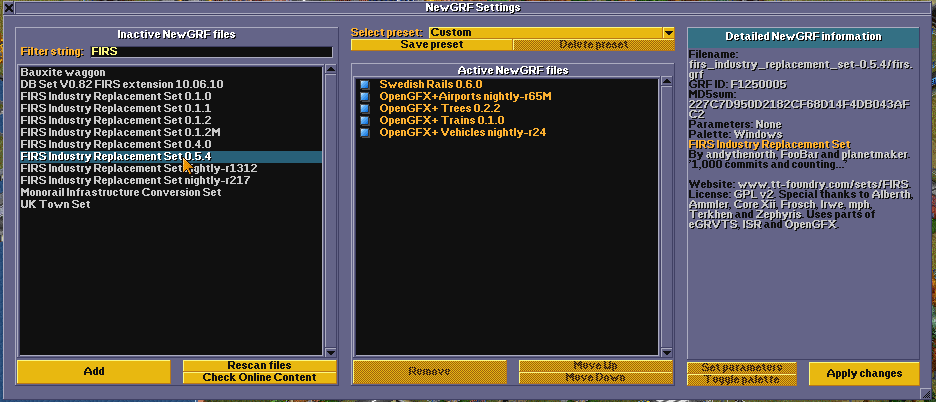 NewGRF Settings
Inactive NewGRF files
Filter string: FIRS
Bauxite waggon
DB Set V0.82 FIRS extension 10.06.10
FIRS Industry Replacement Set 0.1.0
FIRS Industry Replacement Set 0.1.1
FIRS Industry Replacement Set 0.1.2
FIRS Industry Replacement Set 0.1.2M
FIRS Industry Replacement Set 0.4.0
FIRS Industry Replacement Set 0.5.4
FIRS Industry Replacement Set nightly-r1312
FIRS Industry Replacement Set nightly-r217
Monorail Infrastructure Conversion Set
UK Town Set
Add
Rescan files
Check Online Content
Select preset: Custom
Save preset
Delete preset
Active NewGRF files
Swedish Rails 0.6.0
OpenGFX+Airports nightly-r65M
OpenGFX+ Trees 0.2.2
OpenGFX+ Trains 0.1.0
OpenGFX+ Vehicles nightly-r24
Remove
Move Up
Move Down
Detailed NewGRF information
Filename:
firs_industry_replacement_set-0.5.4/firs.
grf
GRF ID: F1250005
MD5sum:
227C7D950D2182CF68D14F4DB043AF
C2
Parameters: None
Palette: Windows
FIRS Industry Replacement Set
By andythenorth, FooBar and planetmaker
'1,000 commits and counting...'
Website: www.tt-foundry.com/sets/FIRS.
License: GPL v2. Special thanks to Alberth,
Ammler, Core Xii, Frosch, Irwe, mph,
Terkhen and Zephyris. Uses parts of
eGRVTS, ISR and OpenGFX.
Set parameters
Toggle palette
Apply changes